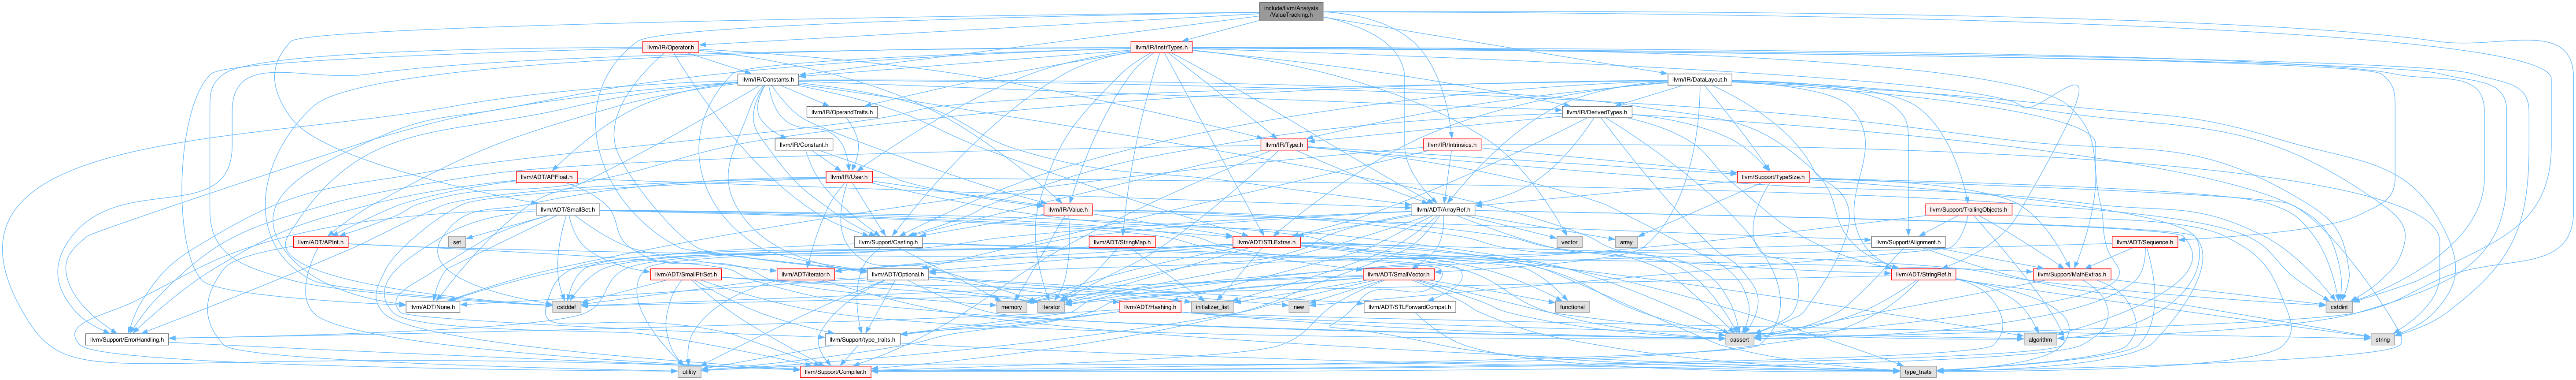 include/llvm/Analysis
/ValueTracking.h
llvm/IR/Operator.h
llvm/IR/InstrTypes.h
llvm/IR/Constants.h
llvm/IR/DataLayout.h
llvm/IR/OperandTraits.h
llvm/IR/DerivedTypes.h
llvm/IR/Constant.h
llvm/IR/Type.h
llvm/IR/Intrinsics.h
llvm/ADT/APFloat.h
llvm/IR/User.h
llvm/Support/TypeSize.h
llvm/ADT/SmallSet.h
llvm/IR/Value.h
llvm/ADT/ArrayRef.h
llvm/Support/TrailingObjects.h
set
llvm/ADT/APInt.h
llvm/Support/Casting.h
llvm/ADT/StringMap.h
llvm/ADT/STLExtras.h
vector
array
llvm/Support/Alignment.h
llvm/ADT/Sequence.h
llvm/ADT/SmallPtrSet.h
llvm/ADT/iterator.h
llvm/ADT/Optional.h
llvm/ADT/SmallVector.h
llvm/ADT/StringRef.h
llvm/Support/MathExtras.h
llvm/ADT/None.h
cstddef
memory
iterator
llvm/ADT/Hashing.h
initializer_list
new
llvm/ADT/STLForwardCompat.h
functional
cstdint
llvm/Support/ErrorHandling.h
llvm/Support/type_traits.h
cassert
algorithm
string
utility
llvm/Support/Compiler.h
type_traits